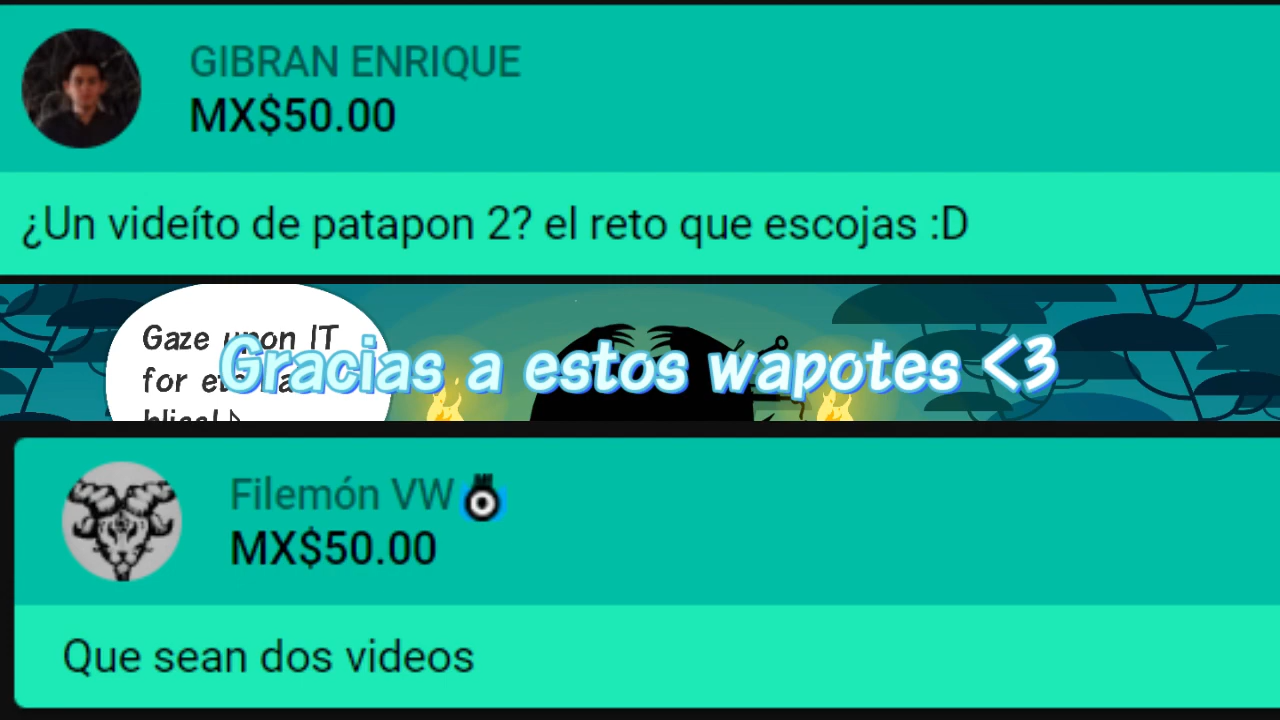 GIBRAN ENRIQUE
MX$50.00
¿Un videíto de patapon 2? el reto que escojas :D
Gaze upon IT
for
Gracias a estos wapotes <3
Filemón VW
MX$50.00
Que sean dos videos